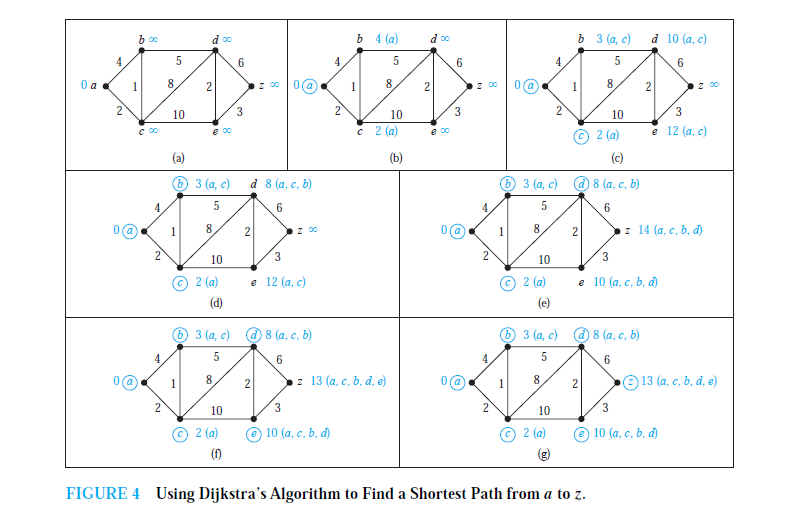 b ∞ d ∞
4 5 6
0 a 1 8 2 z ∞
2 10 3
c ∞ e ∞
(a)
b 4 (a) d ∞
4 5 6
0 a 1 8 2 z ∞
2 10 3
c 2 (a) e ∞
(b)
b 3 (a, c) d 10 (a, c)
4 5 6
0 a 1 8 2 z ∞
2 10 3
c 2 (a) e 12 (a, c)
(c)
b 3 (a, c) d 8 (a, c, b)
4 5 6
0 a 1 8 2 z ∞
2 10 3
c 2 (a) e 12 (a, c)
(d)
b 3 (a, c) d 8 (a, c, b)
4 5 6
0 a 1 8 2 z 14 (a, c, b, d)
2 10 3
c 2 (a) e 10 (a, c, b, d)
(e)
b 3 (a, c) d 8 (a, c, b)
4 5 6
0 a 1 8 2 z 13 (a, c, b, d, e)
2 10 3
c 2 (a) e 10 (a, c, b, d)
(f)
b 3 (a, c) d 8 (a, c, b)
4 5 6
0 a 1 8 2 z 13 (a, c, b, d, e)
2 10 3
c 2 (a) e 10 (a, c, b, d)
(g)
FIGURE 4 Using Dijkstra's Algorithm to Find a Shortest Path from a to z.